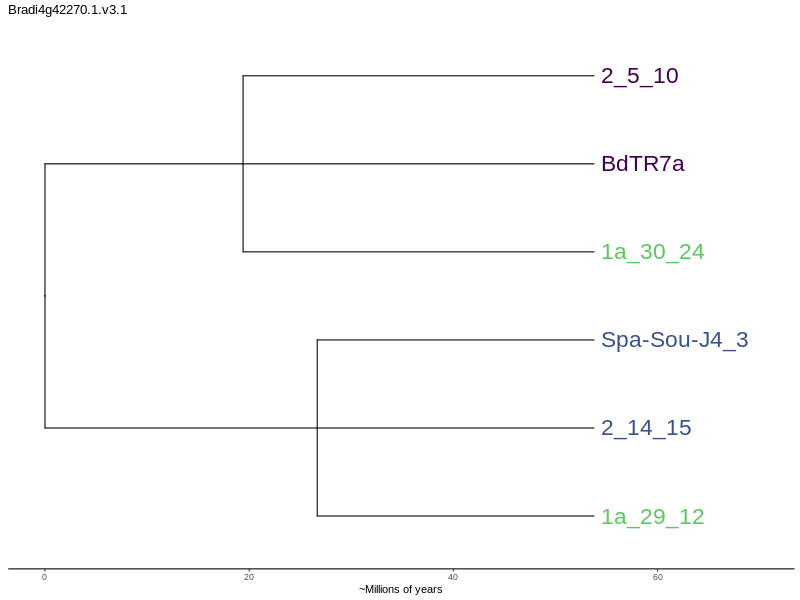 Bradi4g42270.1.v3.1
2_5_10
BdTR7a
1a_30_24
Spa-Sou-J4_3
2_14_15
1a_29_12
0 20 40 60
~Millions of years